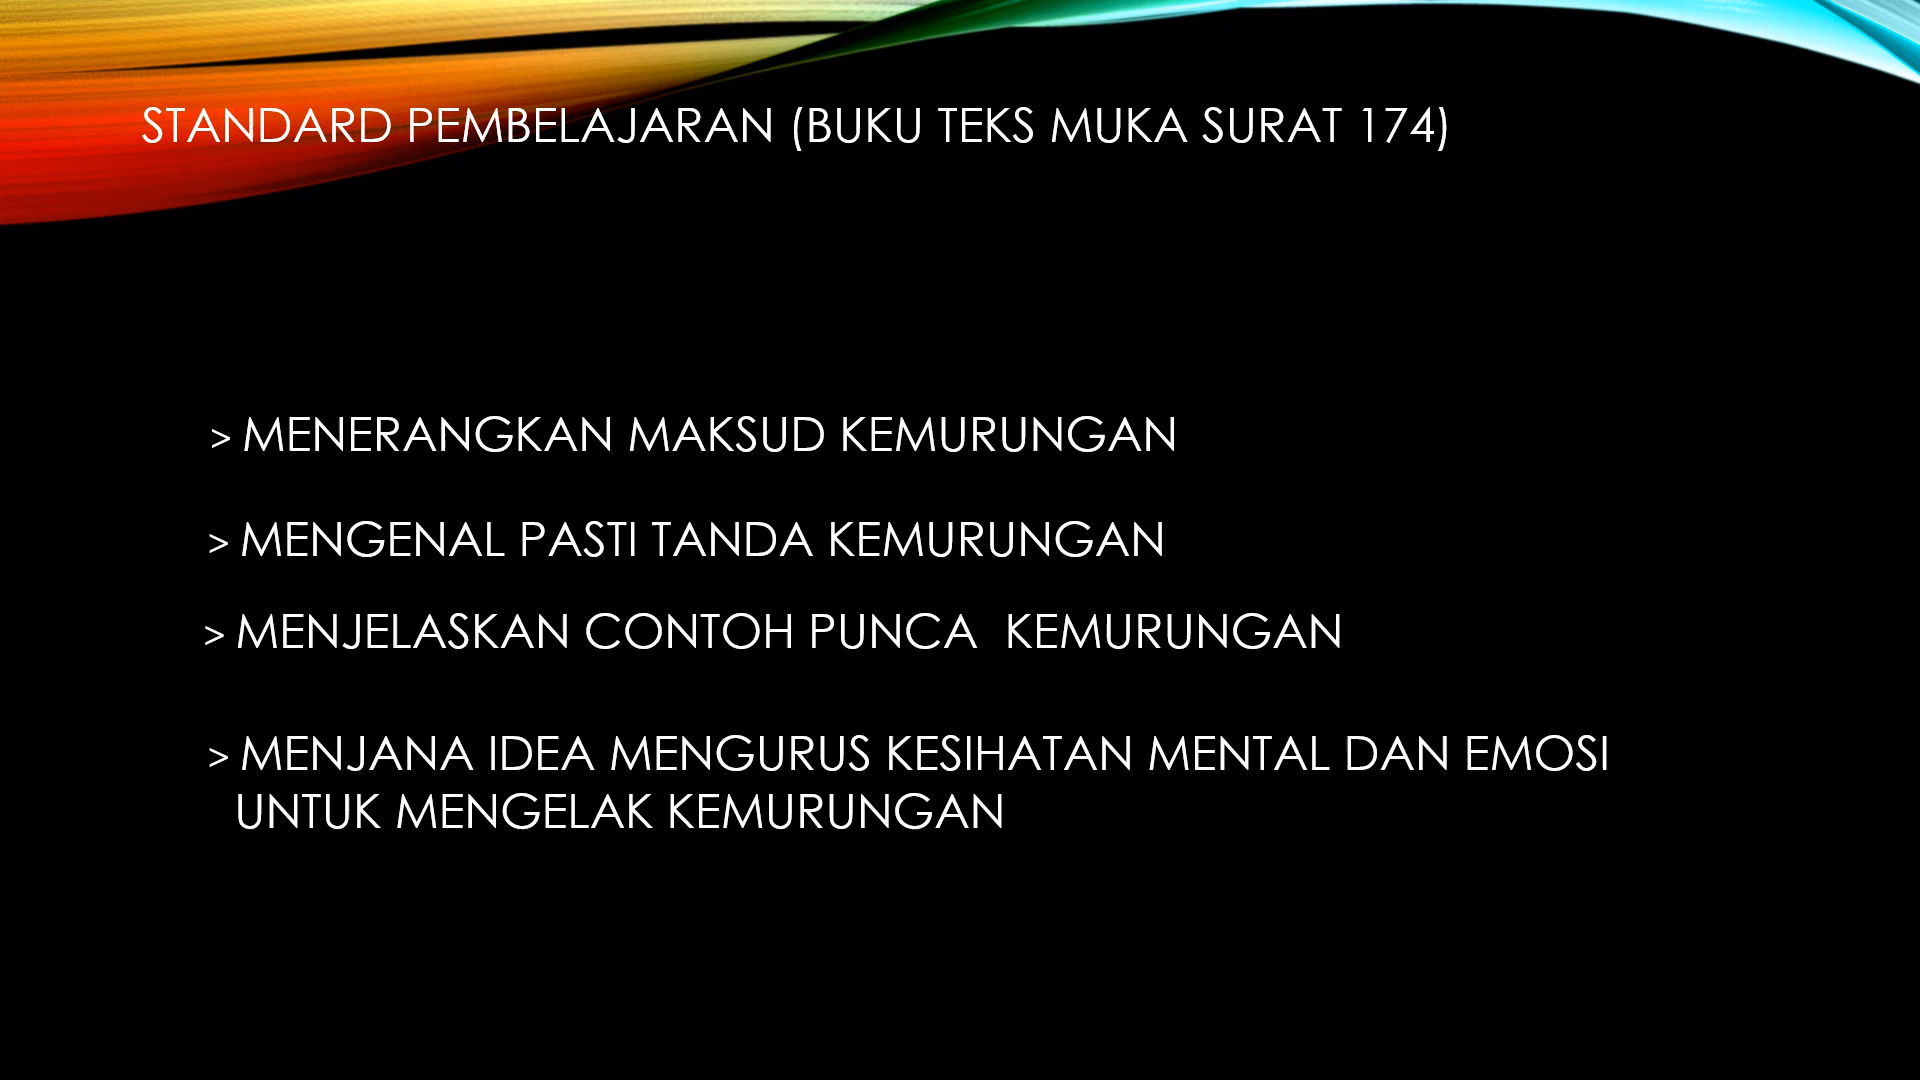 STANDARD PEMBELAJARAN (BUKU TEKS MUKA SURAT 174)
> MENERANGKAN MAKSUD KEMURUNGAN
> MENGENAL PASTI TANDA KEMURUNGAN
> MENJELASKAN CONTOH PUNCA  KEMURUNGAN
> MENJANA IDEA MENGURUS KESIHATAN MENTAL DAN EMOSI
UNTUK MENGELAK KEMURUNGAN